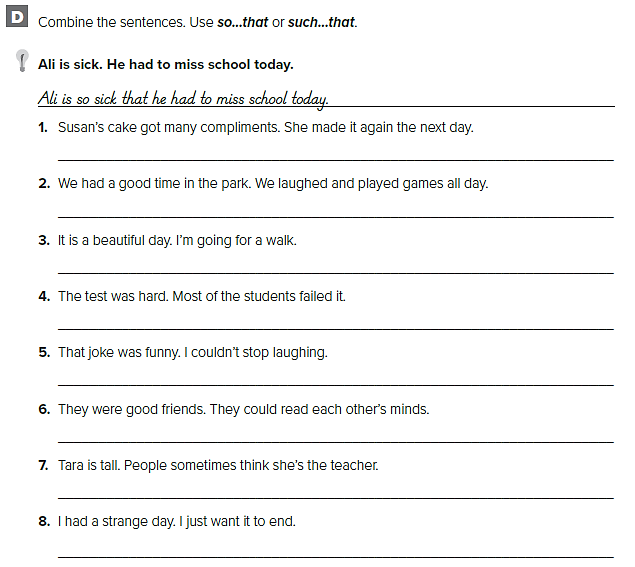 D Combine the sentences. Use so...that or such...that.
Ali is sick. He had to miss school today.
Ali is so sick that he had to miss school today.
1. Susan's cake got many compliments. She made it again the next day.
2. We had a good time in the park. We laughed and played games all day.
3. It is a beautiful day. I'm going for a walk.
4. The test was hard. Most of the students failed it.
5. That joke was funny. I couldn't stop laughing.
6. They were good friends. They could read each other's minds.
7. Tara is tall. People sometimes think she's the teacher.
8. I had a strange day. I just want it to end.